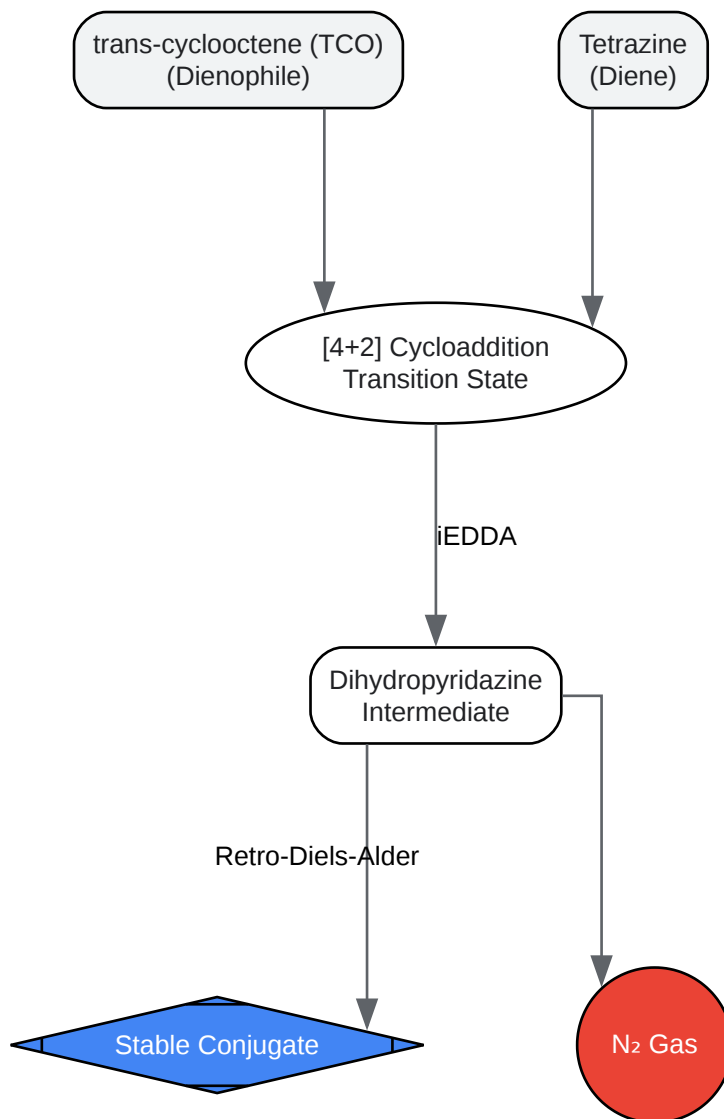 trans-cyclooctene (TCO)
(Dienophile)
Tetrazine
(Diene)
[4+2] Cycloaddition
Transition State
iEDDA
Dihydropyridazine
Intermediate
Retro-Diels-Alder
Stable Conjugate
N₂ Gas